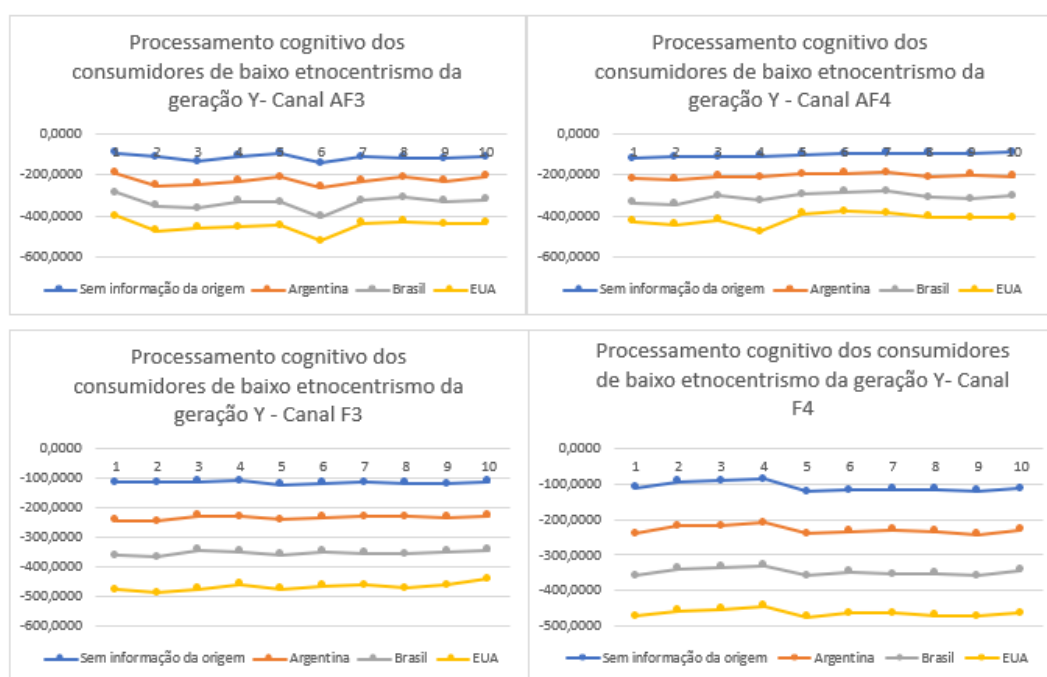 Processamento cognitivo dos
consumidores de baixo etnocentrismo da
geração Y- Canal AF3
0,0000
-200,0000
-400,0000
-600,0000
1 2 3 4 5 6 7 8 9 10
Sem informação da origem Argentina Brasil EUA
Processamento cognitivo dos
consumidores de baixo etnocentrismo da
geração Y - Canal AF4
0,0000
-200,0000
-400,0000
-600,0000
1 2 3 4 5 6 7 8 9 10
Sem informação da origem Argentina Brasil EUA
Processamento cognitivo dos
consumidores de baixo etnocentrismo da
geração Y - Canal F3
0,0000
-100,0000
-200,0000
-300,0000
-400,0000
-500,0000
-600,0000
1 2 3 4 5 6 7 8 9 10
Sem informação da origem Argentina Brasil EUA
Processamento cognitivo dos consumidores
de baixo etnocentrismo da geração Y- Canal
F4
0,0000
-100,0000
-200,0000
-300,0000
-400,0000
-500,0000
1 2 3 4 5 6 7 8 9 10
Sem informação da origem Argentina Brasil EUA